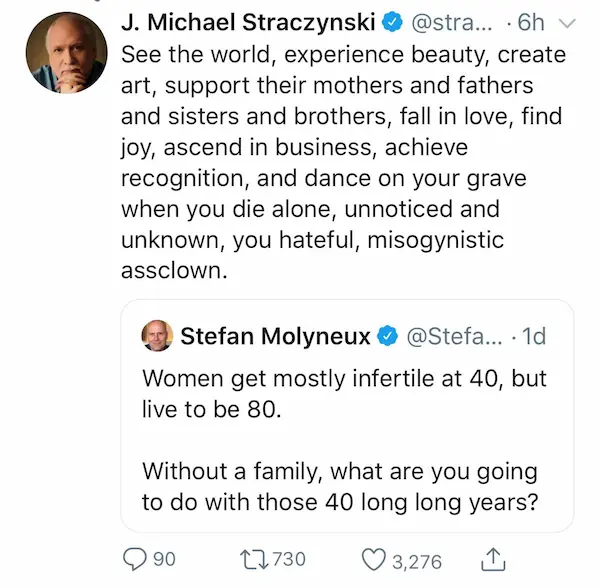 J. Michael Straczynski @stra... · 6h
See the world, experience beauty, create
art, support their mothers and fathers
and sisters and brothers, fall in love, find
joy, ascend in business, achieve
recognition, and dance on your grave
when you die alone, unnoticed and
unknown, you hateful, misogynistic
assclown.
Stefan Molyneux @Stefa... · 1d
Women get mostly infertile at 40, but
live to be 80.
Without a family, what are you going
to do with those 40 long long years?
90 730 3,276